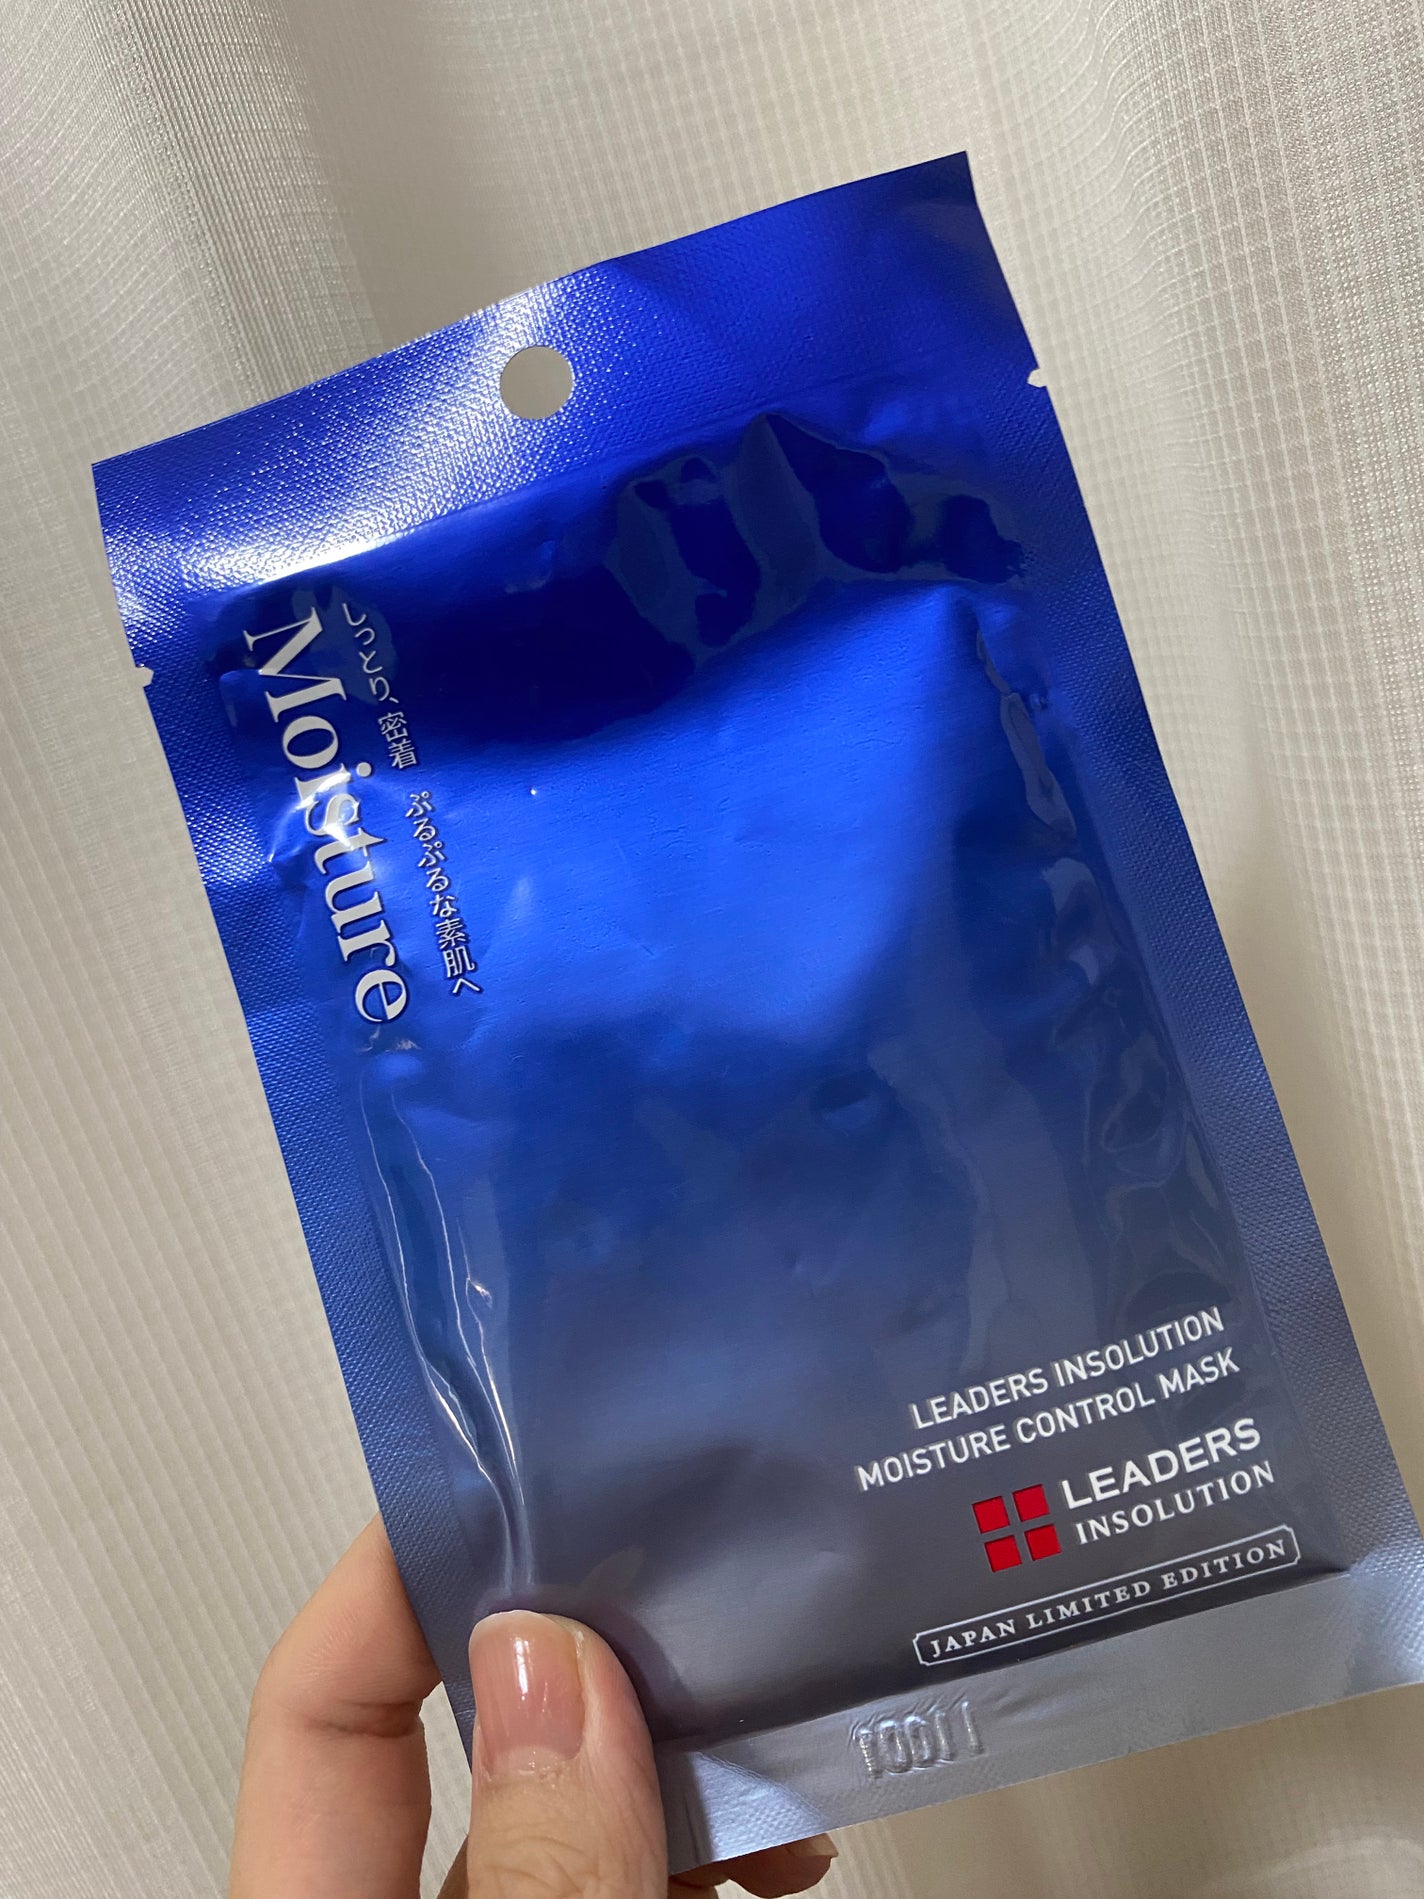 しっとり、密着 ぷるぷるな素肌へ
Moisture
LEADERS INSOLUTION
MOISTURE CONTROL MASK
LEADERS
INSOLUTION
JAPAN LIMITED EDITION